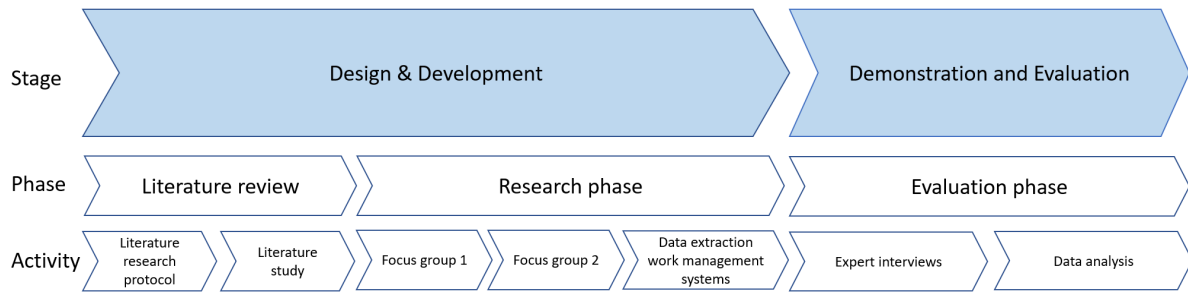 Stage
Design & Development
Demonstration and Evaluation
Phase
Literature review
Research phase
Evaluation phase
Activity
Literature
research
protocol
Literature
study
Focus group 1
Focus group 2
Data extraction
work management
systems
Expert interviews
Data analysis